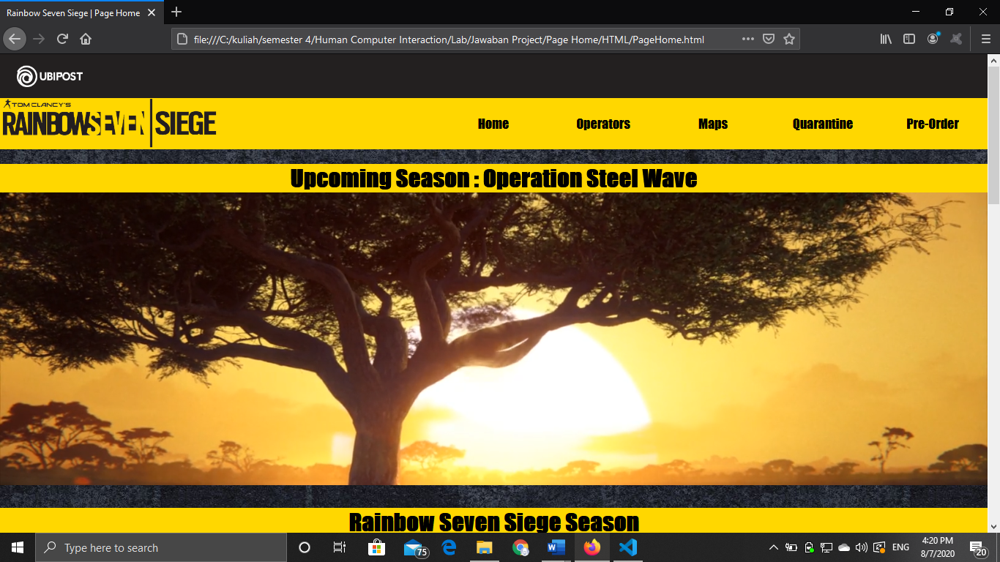 Rainbow Seven Siege | Page Home
file:///C:/kuliah/semester 4/Human Computer Interaction/Lab/Jawaban Project/Page Home/HTML/PageHome.html
UBIPOST
TOM CLANCY'S
RAINBOWSEVEN SIEGE
Home Operators Maps Quarantine Pre-Order
Upcoming Season : Operation Steel Wave
Rainbow Seven Siege Season
Type here to search
75
ENG
4:20 PM
8/7/2020
20